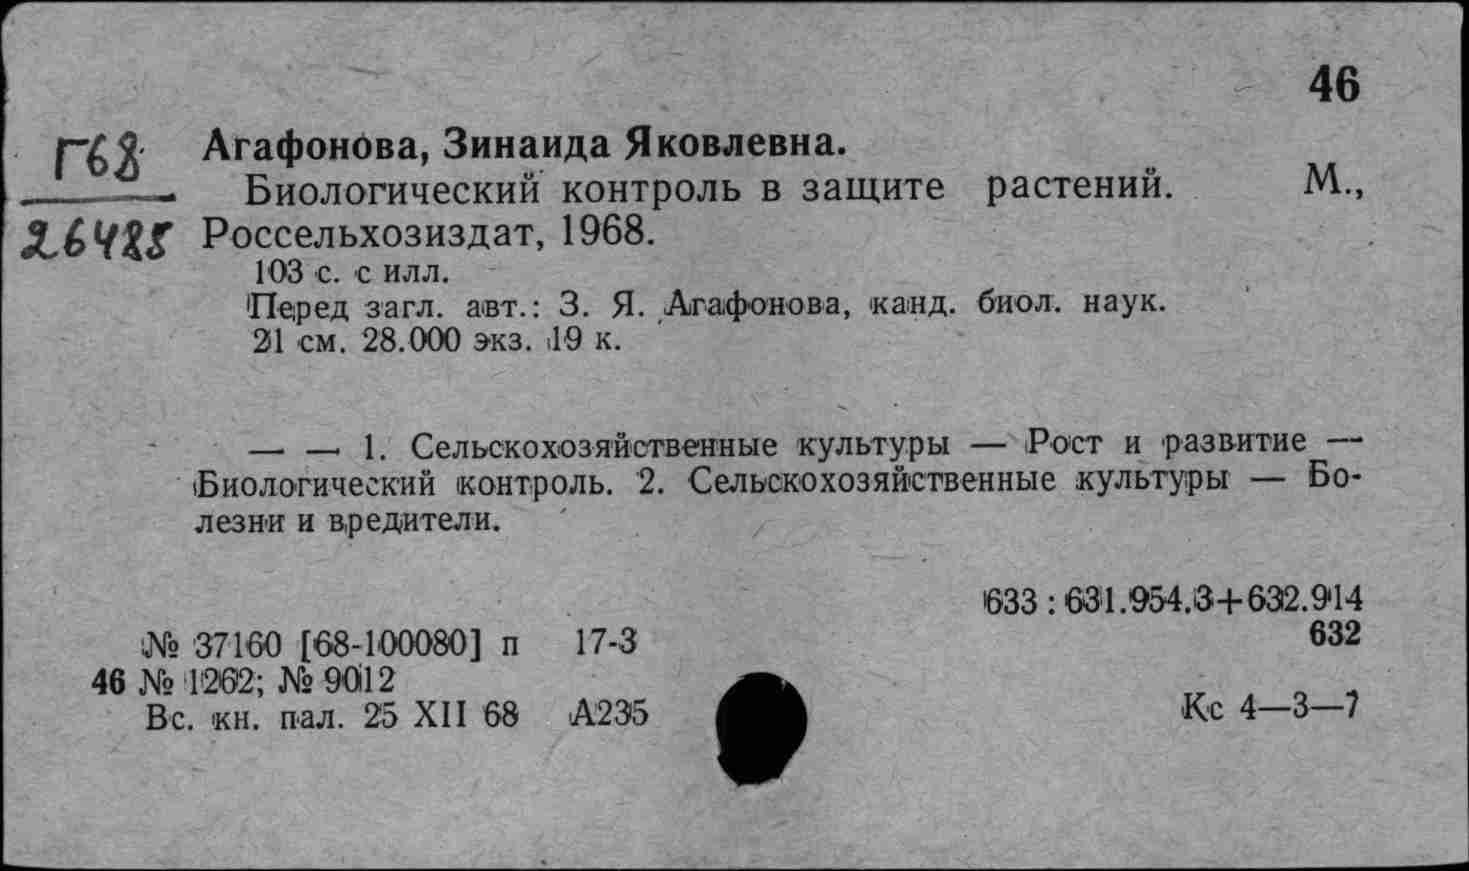 46
Г68
26485
Агафонова, Зинаида Яковлевна.
Биологический контроль в защите растений. М.,
Россельхозиздат, 1968.
103 с. с илл.
Перед загл. авт.: З. Я. Агафонова, канд. биол. наук.
21 см. 28.000 экз. 19 к.
— — 1. Сельскохозяйственные культуры — Рост и развитие —
Биологический контроль. 2. Сельскохозяйственные культуры — Бо-
лезни и вредители.
633 : 631.954.3+632.914
632
№ 37160 [68-100080] п 17-3
46 № 1262; № 9012
Вс. кн. пал. 25 XII 68 А235
Кс 4—3—7